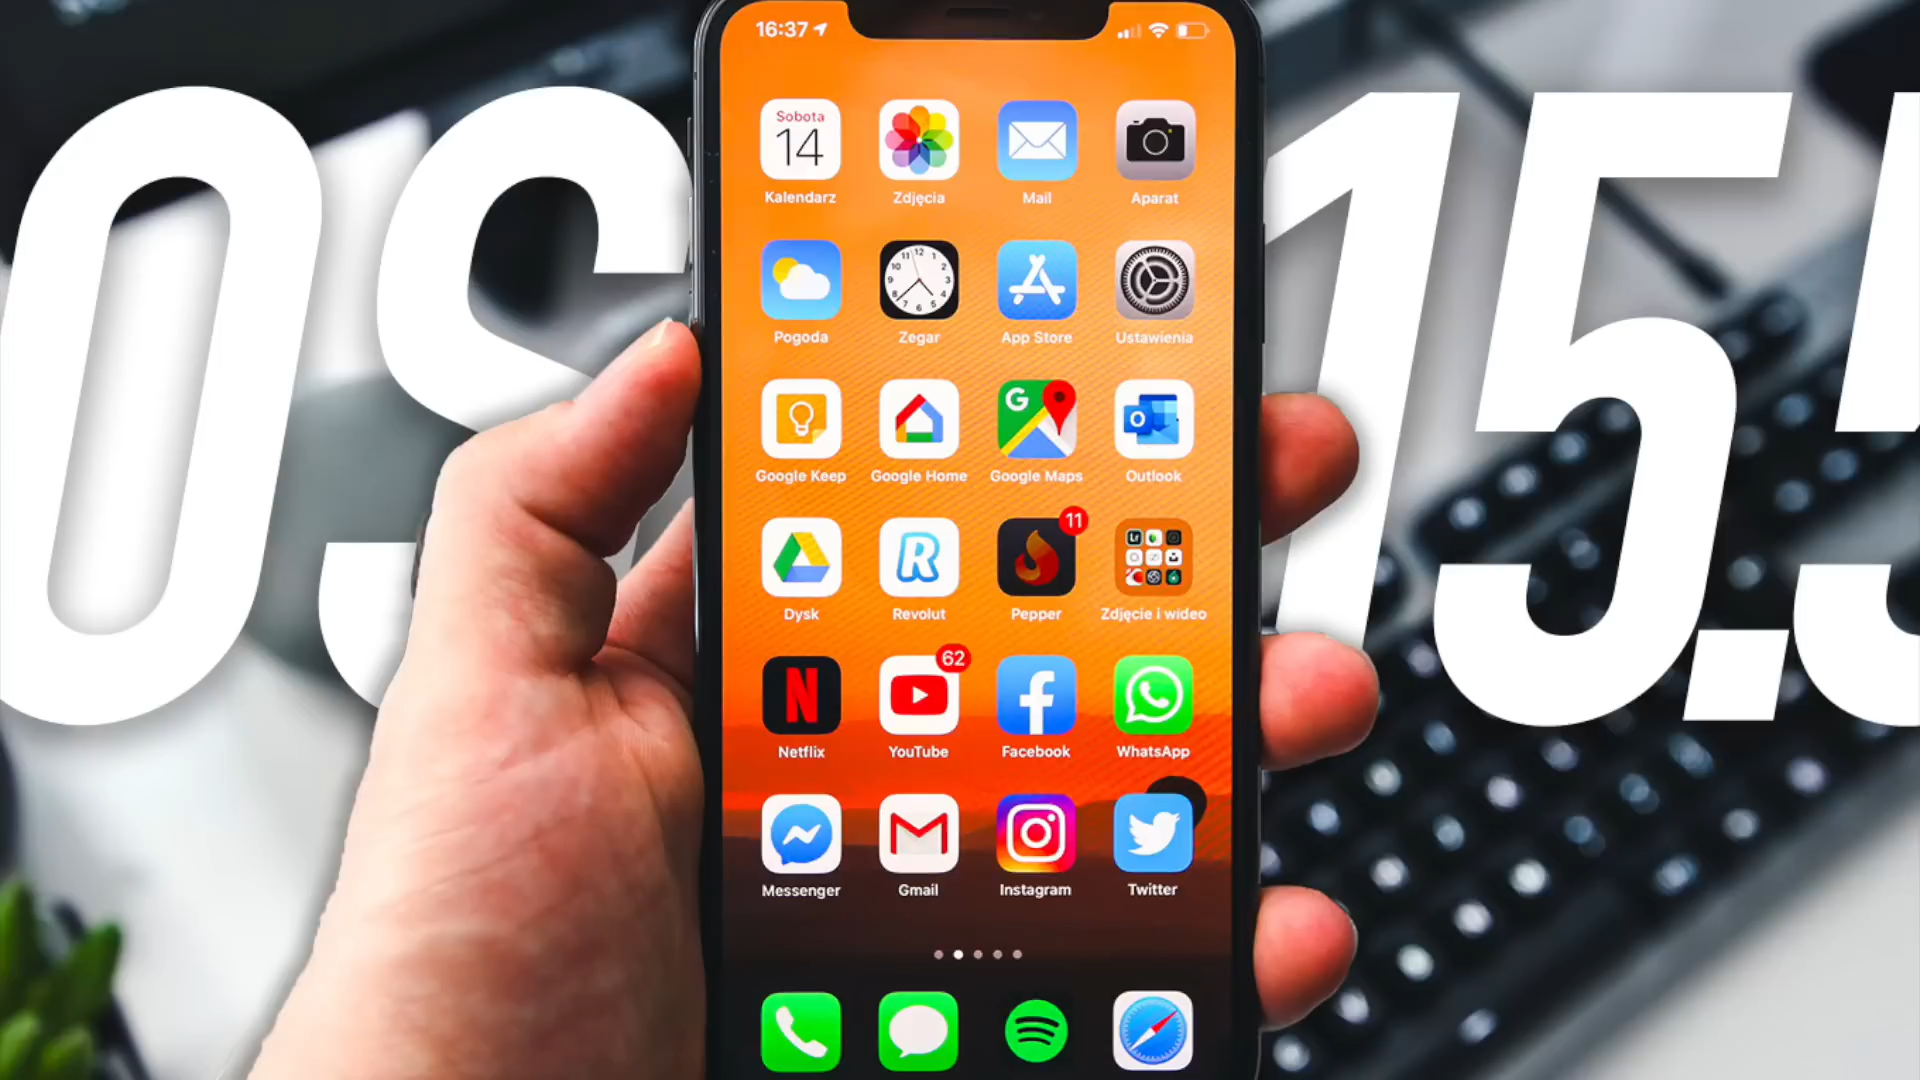 16:37
OS 15.5
Sobota
14
Kalendarz
Zdjęcia
Mail
Aparat
Pogoda
Zegar
App Store
Ustawienia
Google Keep
Google Home
Google Maps
Outlook
11
Dysk
Revolut
Pepper
Zdjęcie i wideo
62
Netflix
YouTube
Facebook
WhatsApp
Messenger
Gmail
Instagram
Twitter